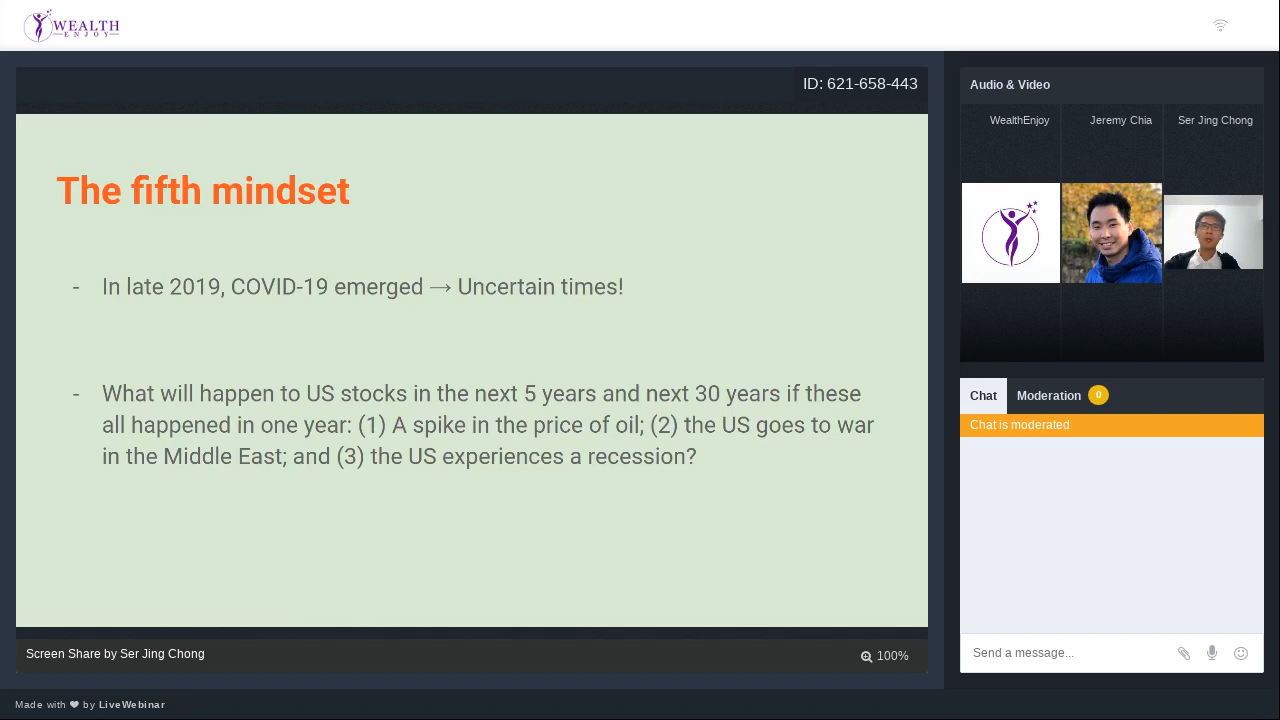 WEALTH
ENJOY
ID: 621-658-443
The fifth mindset
- In late 2019, COVID-19 emerged → Uncertain times!
- What will happen to US stocks in the next 5 years and next 30 years if these
all happened in one year: (1) A spike in the price of oil; (2) the US goes to war
in the Middle East; and (3) the US experiences a recession?
Screen Share by Ser Jing Chong
100%
Audio & Video
WealthEnjoy
Jeremy Chia
Ser Jing Chong
Chat
Moderation 0
Chat is moderated
Send a message...
Made with ❤ by LiveWebinar